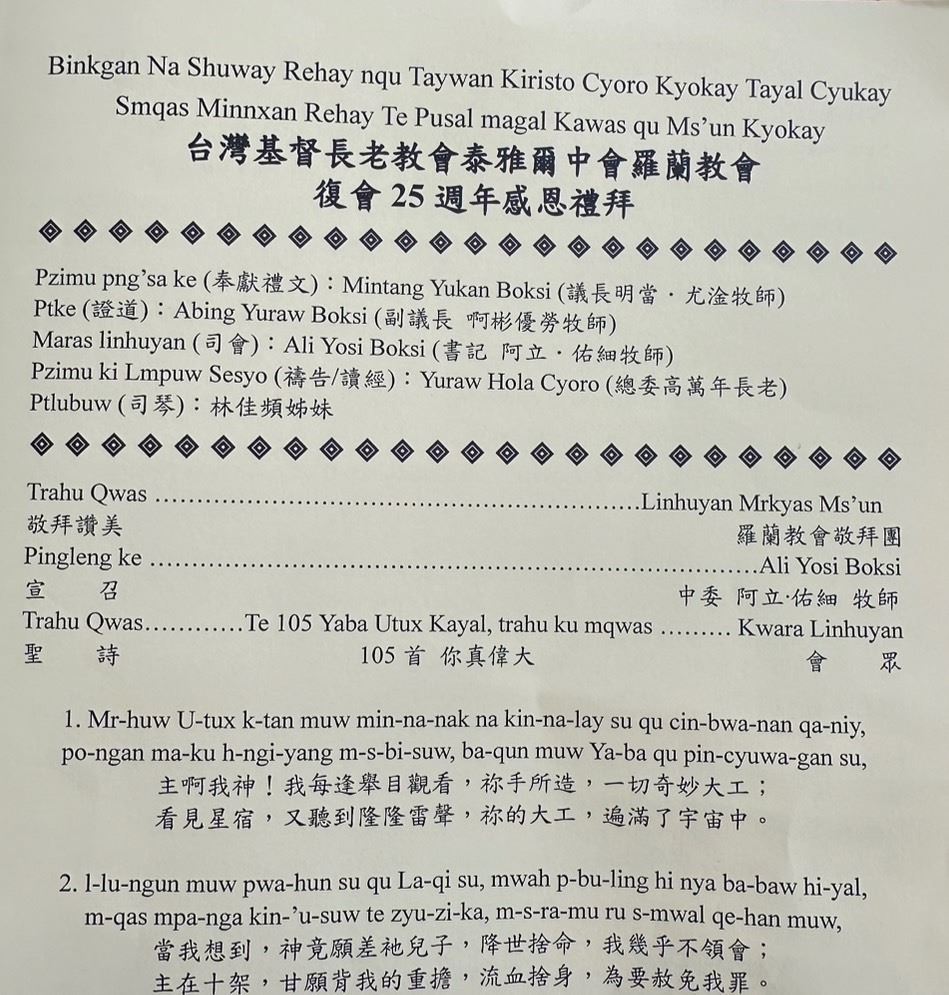 Binkgan Na Shuway Rehay nqu Taywan Kiristo Cyoro Kyokay Tayal Cyukay
Smqas Minnxan Rehay Te Pusal magal Kawas qu Ms'un Kyokay
台灣基督長老教會泰雅爾中會羅蘭教會
復會 25 週年感恩禮拜
Pzimu png'sa ke (奉獻禮文)：Mintang Yukan Boksi (議長明當．尤淦牧師)
Ptke (證道)：Abing Yuraw Boksi (副議長 啊彬優勞牧師)
Maras linhuyan (司會)：Ali Yosi Boksi (書記 阿立．佑細牧師)
Pzimu ki Lmpuw Sesyo (禱告/讀經)：Yuraw Hola Cyoro (總委高萬年長老)
Ptlubuw (司琴)：林佳頻姊妹
Trahu Qwas ……………………………………………………Linhuyan Mrkyas Ms'un
敬拜讚美 羅蘭教會敬拜團
Pingleng ke ……………………………………………………………………Ali Yosi Boksi
宣 召 中委 阿立·佑細 牧師
Trahu Qwas…………Te 105 Yaba Utux Kayal, trahu ku mqwas ……… Kwara Linhuyan
聖 詩 105 首 你真偉大 會 眾
1. Mr-huw U-tux k-tan muw min-na-nak na kin-na-lay su qu cin-bwa-nan qa-niy,
po-ngan ma-ku h-ngi-yang m-s-bi-suw, ba-qun muw Ya-ba qu pin-cyuwa-gan su,
主啊我神！我每逢舉目觀看，祢手所造，一切奇妙大工；
看見星宿，又聽到隆隆雷聲，祢的大工，遍滿了宇宙中。
2. l-lu-ngun muw pwa-hun su qu La-qi su, mwah p-bu-ling hi nya ba-baw hi-yal,
m-qas mpa-nga kin-'u-suw te zyu-zi-ka, m-s-ra-mu ru s-mwal qe-han muw,
當我想到，神竟願差祂兒子，降世捨命，我幾乎不領會；
主在十架，甘願背我的重擔，流血捨身，為要赦免我罪。